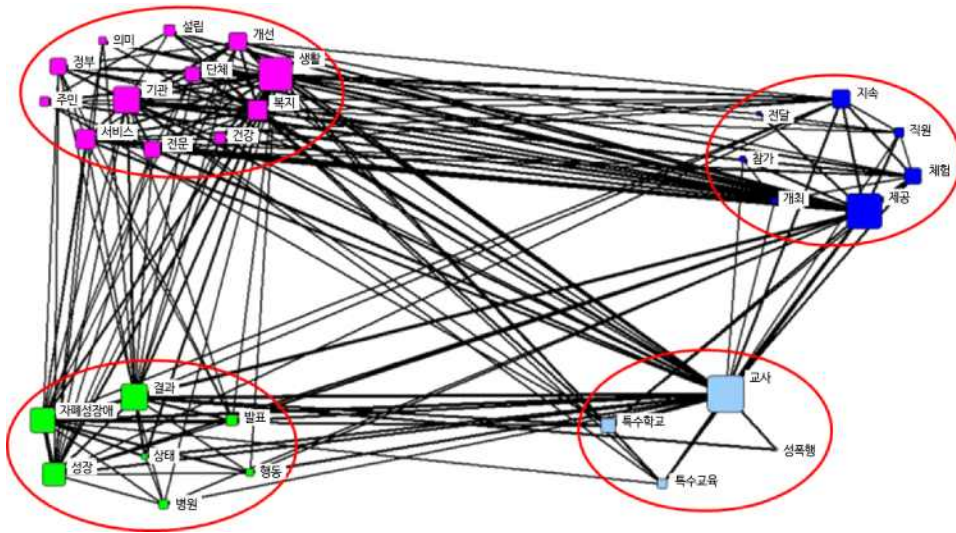 설립
개선
의미
생활
정부
단체
기관
주민
복지
서비스
전문
건강
지속
전달
직원
참가
체험
개최
제공
결과
자폐성장애
발표
상태
성장
행동
병원
교사
특수학교
성폭행
특수교육